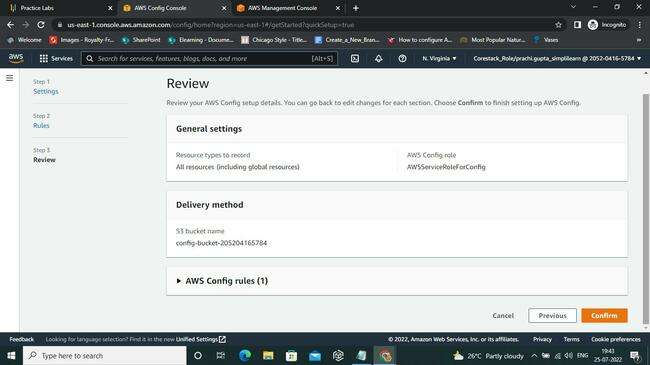 Practice Labs
AWS Config Console
AWS Management Console
us-east-1.console.aws.amazon.com/config/home?region=us-east-1#/getStarted?quickSetup=true
Incognito
Welcome
Images - Royalty-Fr...
SharePoint
Elearning - Docume...
Chicago Style - Titles...
Create_a_New_Bran...
How to configure A...
Most Popular Natur...
Vases
Other bookmarks
aws
Services
Search for services, features, blogs, docs, and more
[Alt+S]
N. Virginia
Corestack_Role/prachi.gupta_simplilearn @ 2052-0416-5784
Step 1
Settings
Step 2
Rules
Step 3
Review
Review
Review your AWS Config setup details. You can go back to edit changes for each section. Choose Confirm to finish setting up AWS Config.
General settings
Resource types to record
All resources (including global resources)
AWS Config role
AWSServiceRoleForConfig
Delivery method
S3 bucket name
config-bucket-205204165784
AWS Config rules (1)
Cancel
Previous
Confirm
Feedback
Looking for language selection? Find it in the new Unified Settings
© 2022, Amazon Web Services, Inc. or its affiliates.
Privacy
Terms
Cookie preferences
Type here to search
26°C Partly cloudy
ENG
19:43
25-07-2022